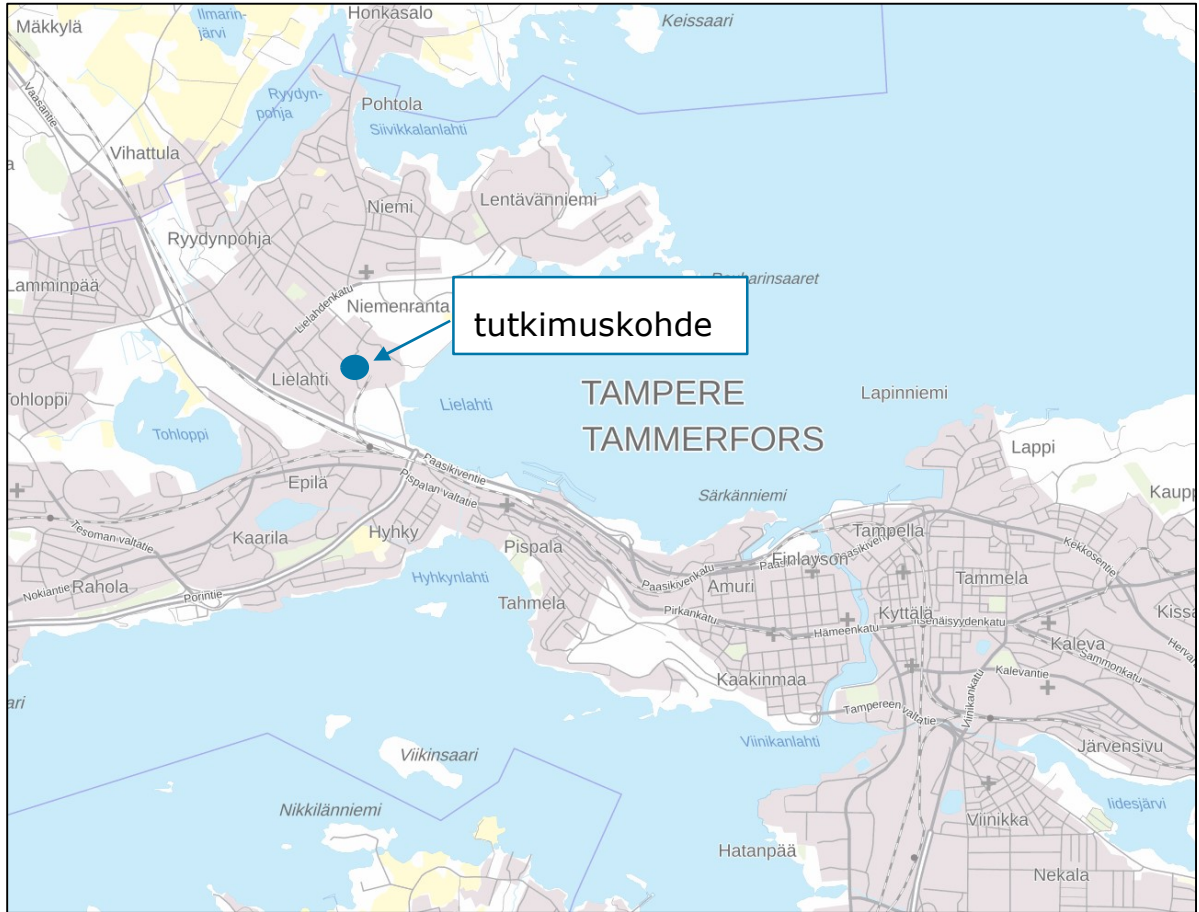 Mäkkylä
Ilmarin-
järvi
Honkasalo
Keissaari
Vaasantie
Ryydyn-
pohja
Pohtola
Siivikkalanlahti
Vihattula
Niemi
Lentävänniemi
Ryydynpohja
Lamminpää
Lielahdenkatu
Niemenranta
tutkimuskohde
Lielahti
Lielahti
TAMPERE
TAMMERFORS
Lapinniemi
Tohloppi
Tohloppi
Lappi
Epilä
Paasikiventie
Pispalan valtatie
Särkänniemi
Tesoman valtatie
Kaarila
Hyhky
Pispala
Tampella
Finlayson
Kekkosentie
Nokiantie
Rahola
Porintie
Hyhkynlahti
Tahmela
Paasikivenkatu
Amuri
Tammela
Pirkankatu
Hämeenkatu
Kyttälä
Kaleva
Sammonkatu
Kaakinmaa
Kalevantie
Tampereen valtatie
Viinikankatu
Viinikanlahti
Järvensivu
Viikinsaari
Nikkilänniemi
Iidesjärvi
Viinikka
Hatanpää
Nekala